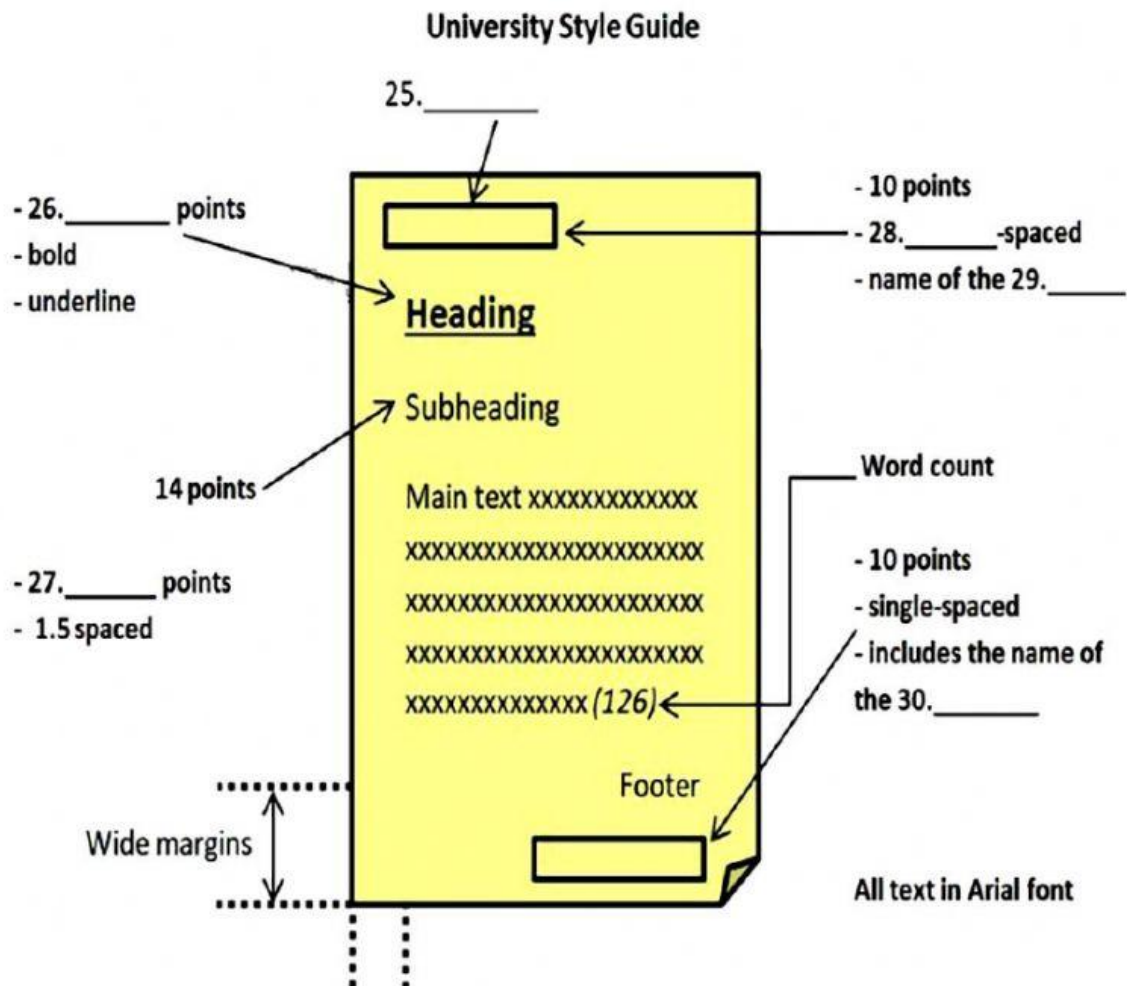 University Style Guide
25.________
- 26.________ points
- bold
- underline
- 10 points
- 28.________-spaced
- name of the 29.________
Heading
Subheading
14 points
Word count
Main text xxxxxxxxxxxxx
xxxxxxxxxxxxxxxxxxxxxxx
xxxxxxxxxxxxxxxxxxxxxxx
xxxxxxxxxxxxxxxxxxxxxxx
xxxxxxxxxxxxxx (126)
- 27.________ points
- 1.5 spaced
- 10 points
- single-spaced
- includes the name of
the 30.________
Footer
Wide margins
All text in Arial font